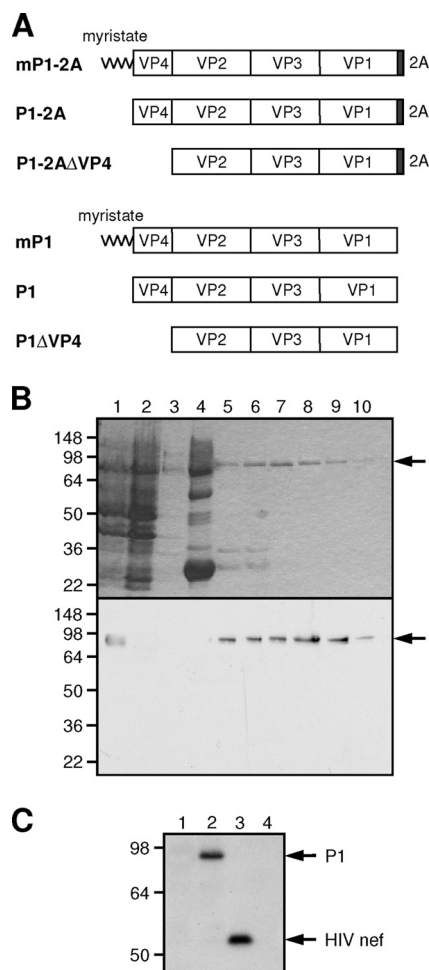 A
myristate
mP1-2A VP4 VP2 VP3 VP1 2A
P1-2A VP4 VP2 VP3 VP1 2A
P1-2AΔVP4 VP2 VP3 VP1 2A
myristate
mP1 VP4 VP2 VP3 VP1
P1 VP4 VP2 VP3 VP1
P1ΔVP4 VP2 VP3 VP1
B
1 2 3 4 5 6 7 8 9 10
148
98
64
50
36
22
148
98
64
50
36
22
C
1 2 3 4
98 P1
64
50 HIV nef